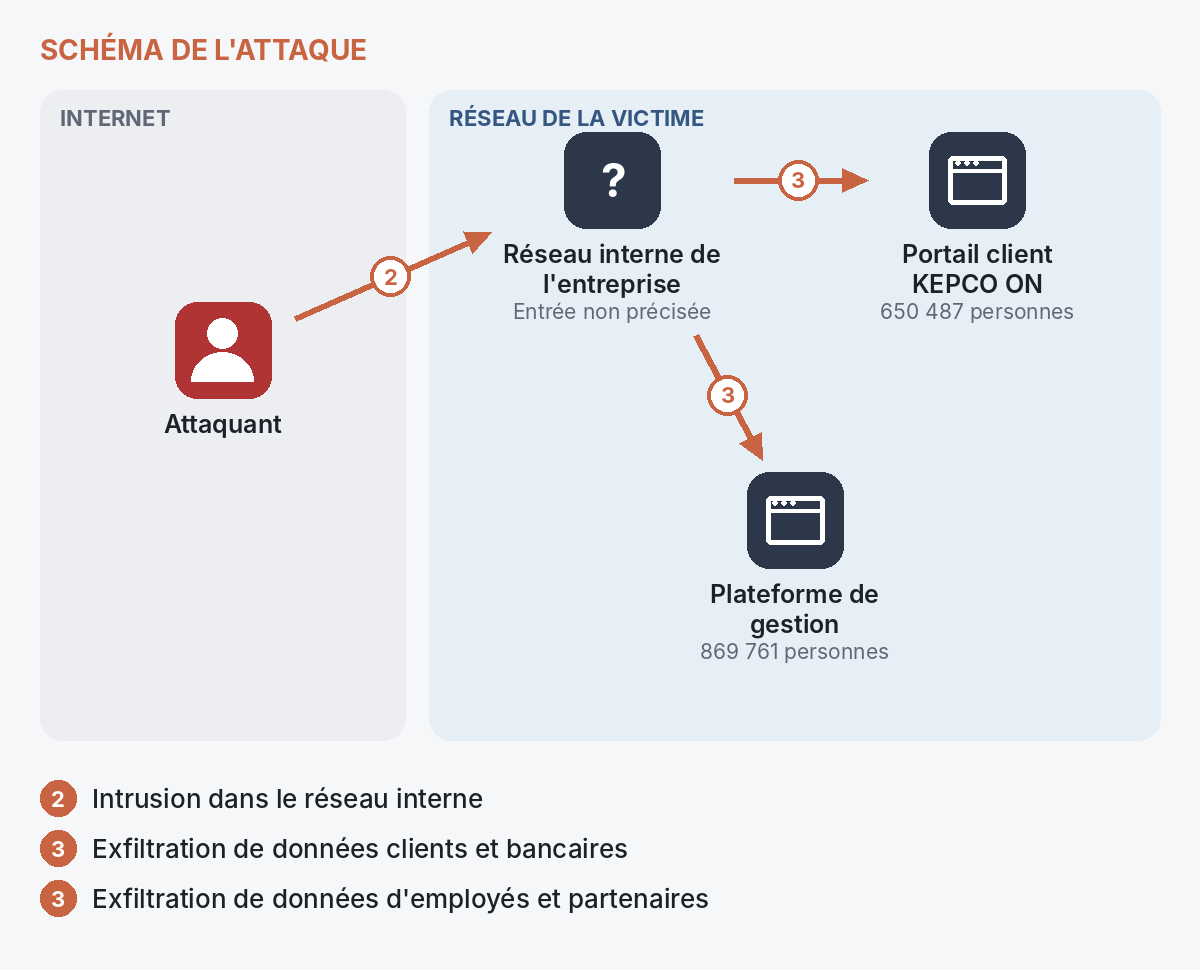 SCHÉMA DE L'ATTAQUE
INTERNET
RÉSEAU DE LA VICTIME
?
3
Réseau interne de
l'entreprise
Entrée non précisée
Portail client
KEPCO ON
650 487 personnes
2
Attaquant
3
Plateforme de
gestion
869 761 personnes
2 Intrusion dans le réseau interne
3 Exfiltration de données clients et bancaires
3 Exfiltration de données d'employés et partenaires